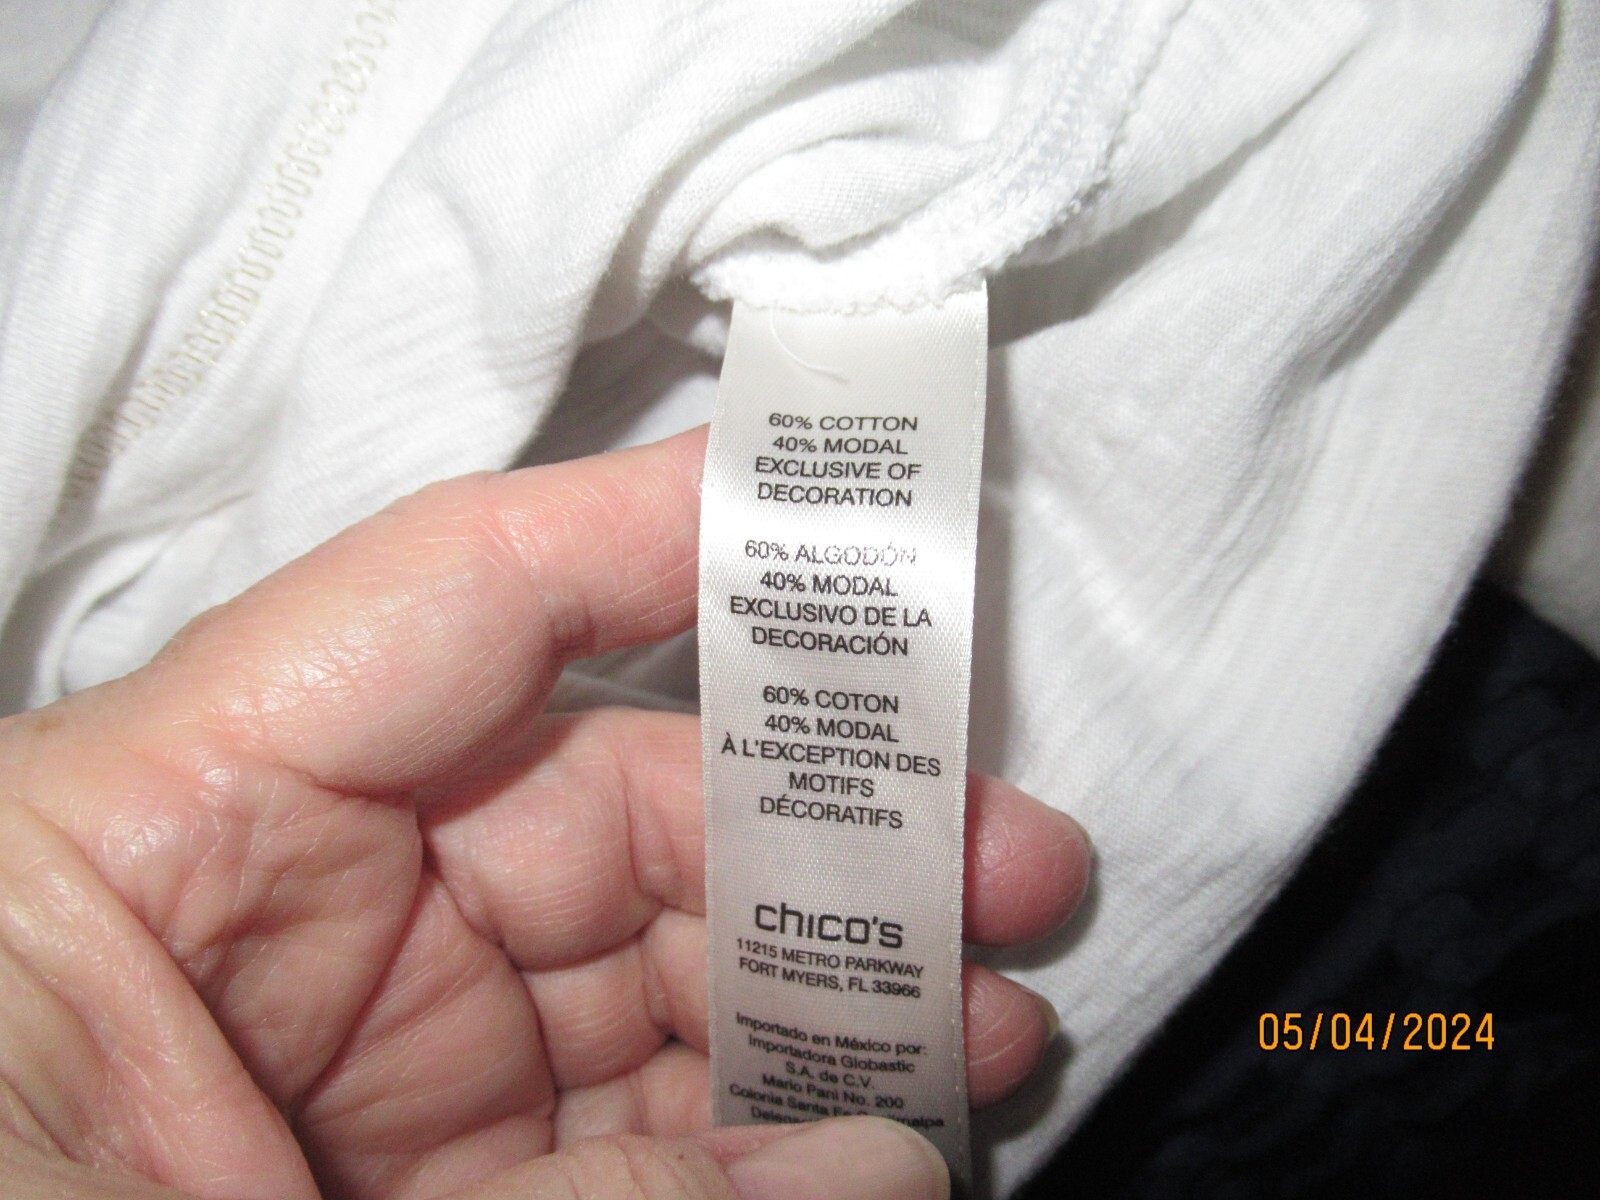 60% COTTON
40% MODAL
EXCLUSIVE OF
DECORATION
60% ALGODÓN
40% MODAL
EXCLUSIVO DE LA
DECORACIÓN
60% COTON
40% MODAL
À L'EXCEPTION DES
MOTIFS
DÉCORATIFS
chico's
11215 METRO PARKWAY
FORT MYERS, FL 33966
Importado en México por:
Importadora Globastic
S.A. de C.V.
Mario Pani No. 200
Colonia Santa Fe
05/04/2024